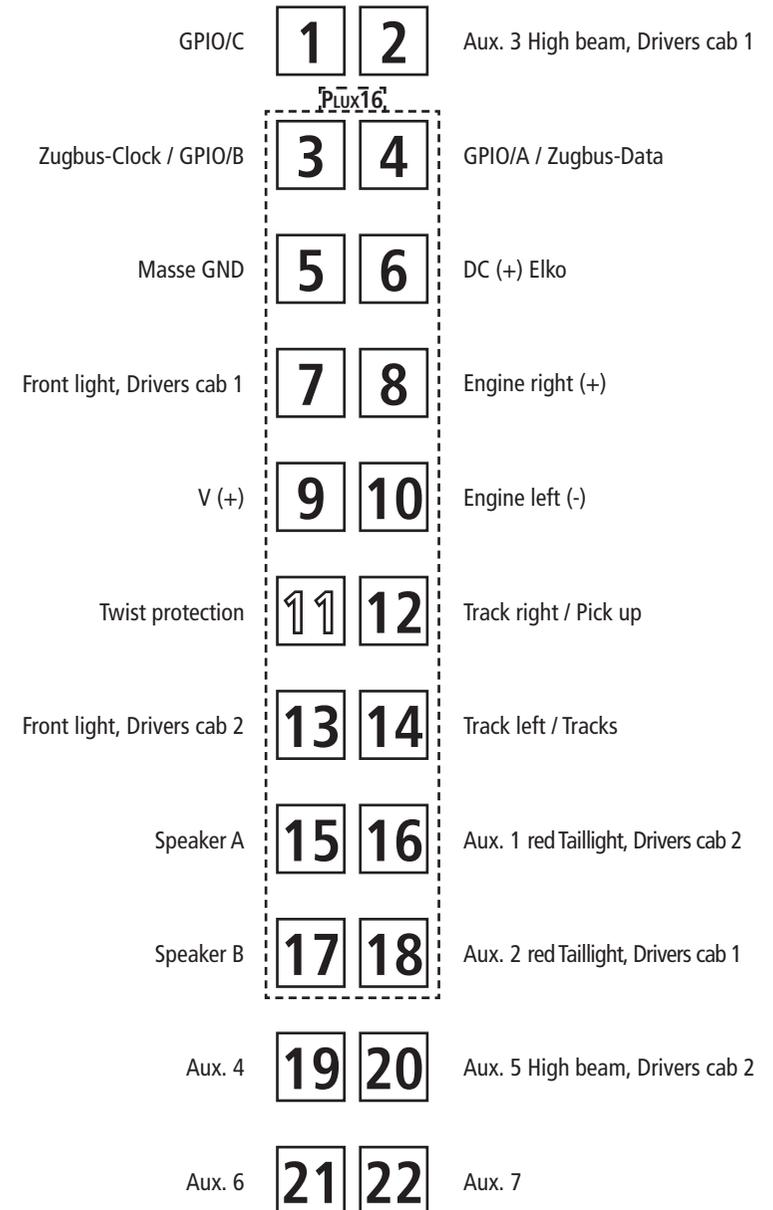 GPIO/C 1 2 Aux. 3 High beam, Drivers cab 1
PLUX16
Zugbus-Clock / GPIO/B 3 4 GPIO/A / Zugbus-Data
Masse GND 5 6 DC (+) Elko
Front light, Drivers cab 1 7 8 Engine right (+)
V (+) 9 10 Engine left (-)
Twist protection 11 12 Track right / Pick up
Front light, Drivers cab 2 13 14 Track left / Tracks
Speaker A 15 16 Aux. 1 red Taillight, Drivers cab 2
Speaker B 17 18 Aux. 2 red Taillight, Drivers cab 1
Aux. 4 19 20 Aux. 5 High beam, Drivers cab 2
Aux. 6 21 22 Aux. 7